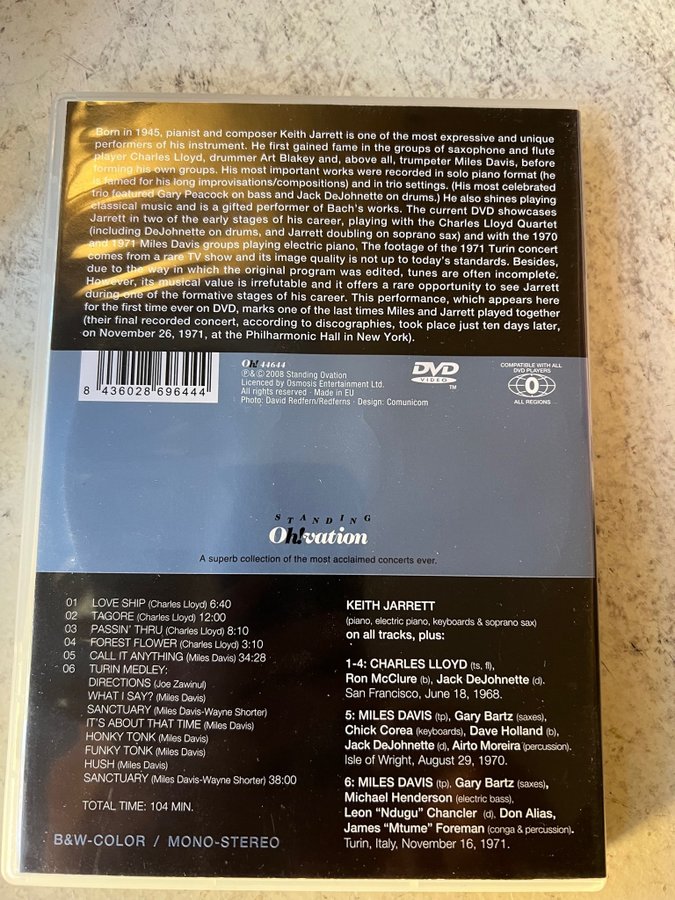 Born in 1945, pianist and composer Keith Jarrett is one of the most expressive and unique
performers of his instrument. He first gained fame in the groups of saxophone and flute
player Charles Lloyd, drummer Art Blakey and, above all, trumpeter Miles Davis, before
forming his own groups. His most important works were recorded in solo piano format (he
is famed for his long improvisations/compositions) and in trio settings. (His most celebrated
trio featured Gary Peacock on bass and Jack DeJohnette on drums.) He also shines playing
classical music and is a gifted performer of Bach's works. The current DVD showcases
Jarrett in two of the early stages of his career, playing with the Charles Lloyd Quartet
(including DeJohnette on drums, and Jarrett doubling on soprano sax) and with the 1970
and 1971 Miles Davis groups playing electric piano. The footage of the 1971 Turin concert
comes from a rare TV show and its image quality is not up to today's standards. Besides,
due to the way in which the original program was edited, tunes are often incomplete.
However, its musical value is irrefutable and it offers a rare opportunity to see Jarrett
during one of the formative stages of his career. This performance, which appears here
for the first time ever on DVD, marks one of the last times Miles and Jarrett played together
(their final recorded concert, according to discographies, took place just ten days later,
on November 26, 1971, at the Philharmonic Hall in New York).
8 436028 696444
Oh! 44644
℗& © 2008 Standing Ovation
Licenced by Osmosis Entertainment Ltd.
All rights reserved · Made in EU
Photo: David Redfern/Redferns · Design: Comunicom
DVD
VIDEO
TM
COMPATIBLE WITH ALL
DVD PLAYERS
0
ALL REGIONS
STANDING
Oh!vation
A superb collection of the most acclaimed concerts ever.
01 LOVE SHIP (Charles Lloyd) 6:40
02 TAGORE (Charles Lloyd) 12:00
03 PASSIN' THRU (Charles Lloyd) 8:10
04 FOREST FLOWER (Charles Lloyd) 3:10
05 CALL IT ANYTHING (Miles Davis) 34:28
06 TURIN MEDLEY:
DIRECTIONS (Joe Zawinul)
WHAT I SAY? (Miles Davis)
SANCTUARY (Miles Davis-Wayne Shorter)
IT'S ABOUT THAT TIME (Miles Davis)
HONKY TONK (Miles Davis)
FUNKY TONK (Miles Davis)
HUSH (Miles Davis)
SANCTUARY (Miles Davis-Wayne Shorter) 38:00
TOTAL TIME: 104 MIN.
B&W-COLOR / MONO-STEREO
KEITH JARRETT
(piano, electric piano, keyboards & soprano sax)
on all tracks, plus:
1-4: CHARLES LLOYD (ts, fl),
Ron McClure (b), Jack DeJohnette (d).
San Francisco, June 18, 1968.
5: MILES DAVIS (tp), Gary Bartz (saxes),
Chick Corea (keyboards), Dave Holland (b),
Jack DeJohnette (d), Airto Moreira (percussion).
Isle of Wright, August 29, 1970.
6: MILES DAVIS (tp), Gary Bartz (saxes),
Michael Henderson (electric bass),
Leon "Ndugu" Chancler (d), Don Alias,
James "Mtume" Foreman (conga & percussion).
Turin, Italy, November 16, 1971.